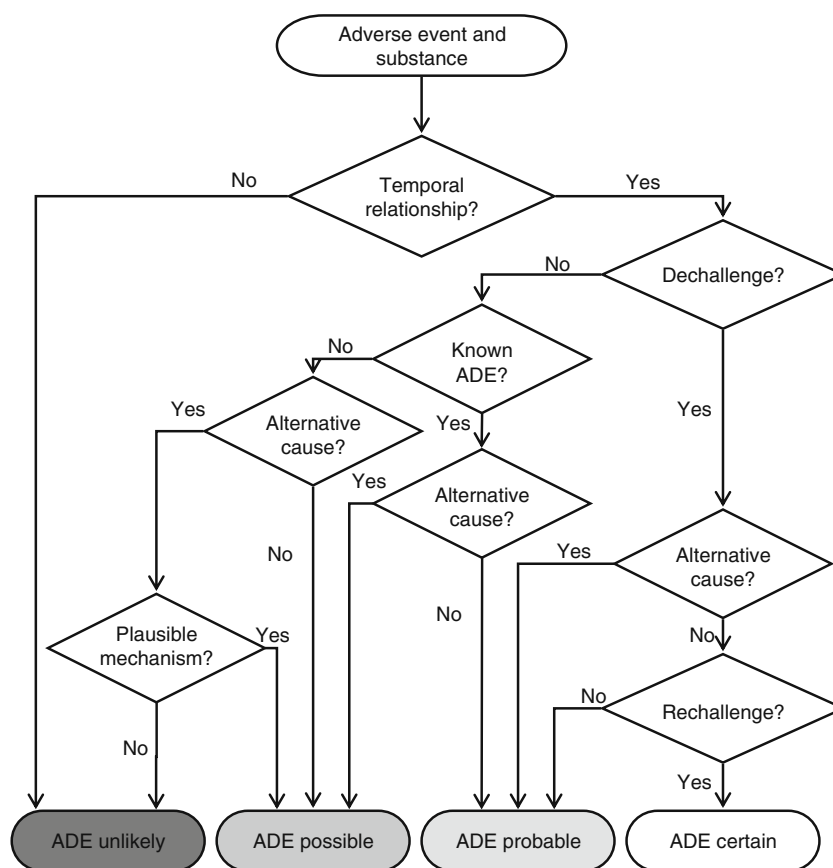 Adverse event and
substance
No
Temporal
relationship?
Yes
No
Dechallenge?
No
Known
ADE?
Yes
Alternative
cause?
Yes
Yes
Yes
Alternative
cause?
No
Yes
Alternative
cause?
No
Plausible
mechanism?
Yes
No
No
No
Rechallenge?
Yes
ADE unlikely
ADE possible
ADE probable
ADE certain